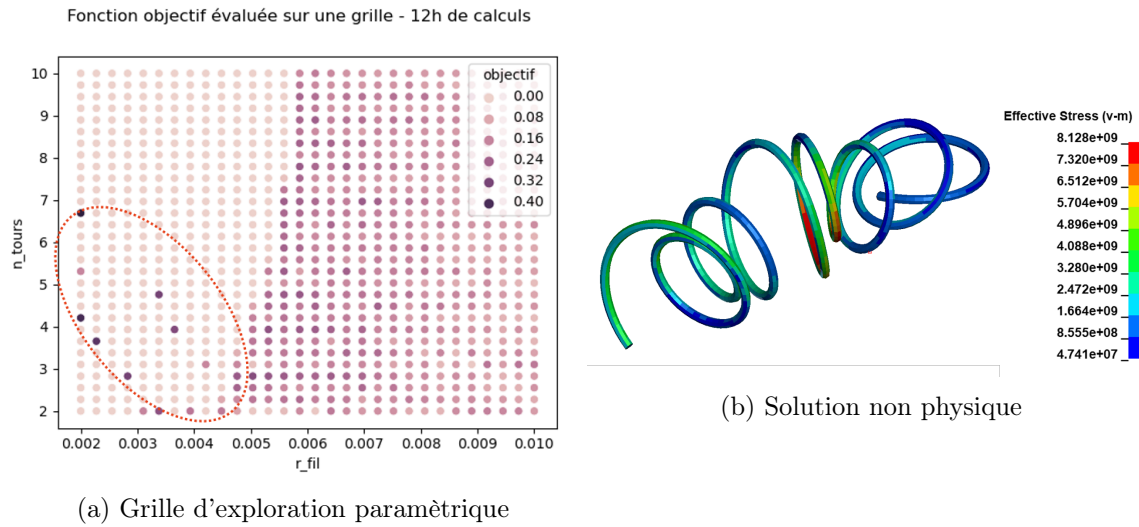 Fonction objectif évaluée sur une grille - 12h de calculs
objectif
0.00
0.08
0.16
0.24
0.32
0.40
10
9
8
7
6
5
4
3
2
n_tours
0.002 0.003 0.004 0.005 0.006 0.007 0.008 0.009 0.010
r_fil
(a) Grille d'exploration paramètrique
Effective Stress (v-m)
8.128e+09
7.320e+09
6.512e+09
5.704e+09
4.896e+09
4.088e+09
3.280e+09
2.472e+09
1.664e+09
8.555e+08
4.741e+07
(b) Solution non physique